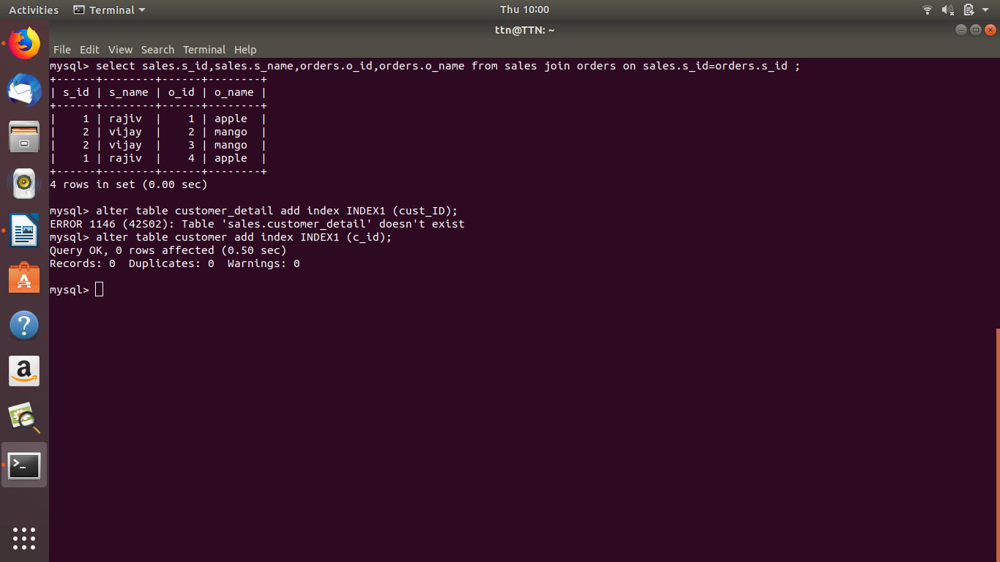 Activities Terminal Thu 10:00
ttn@TTN: ~
File Edit View Search Terminal Help
mysql> select sales.s_id,sales.s_name,orders.o_id,orders.o_name from sales join orders on sales.s_id=orders.s_id ;
+------+--------+------+--------+
| s_id | s_name | o_id | o_name |
+------+--------+------+--------+
|    1 | rajiv  |    1 | apple  |
|    2 | vijay  |    2 | mango  |
|    2 | vijay  |    3 | mango  |
|    1 | rajiv  |    4 | apple  |
+------+--------+------+--------+
4 rows in set (0.00 sec)
mysql> alter table customer_detail add index INDEX1 (cust_ID);
ERROR 1146 (42S02): Table 'sales.customer_detail' doesn't exist
mysql> alter table customer add index INDEX1 (c_id);
Query OK, 0 rows affected (0.50 sec)
Records: 0  Duplicates: 0  Warnings: 0
mysql>